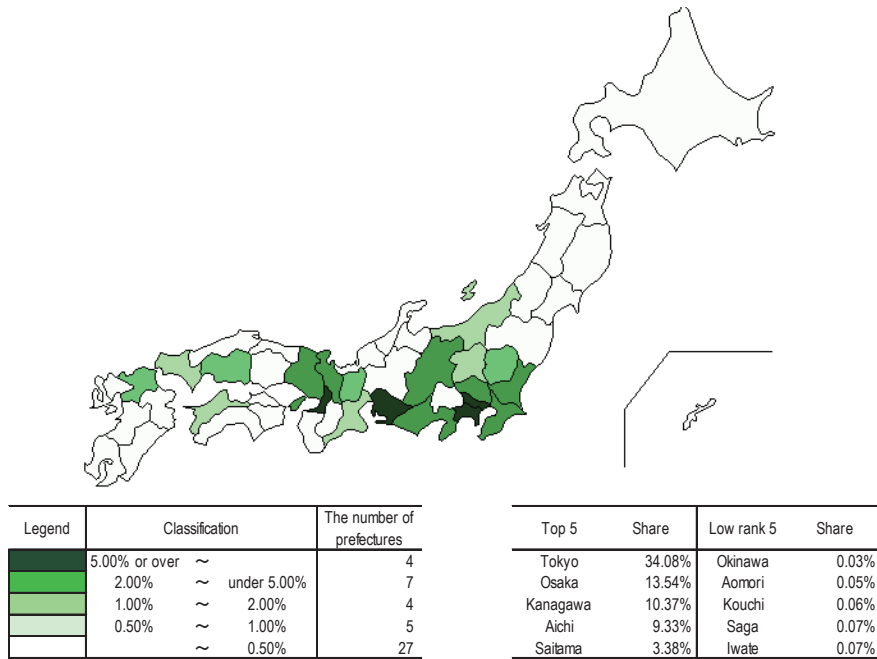 Legend Classification The number of prefectures
5.00% or over ～ 4
2.00% ～ under 5.00% 7
1.00% ～ 2.00% 4
0.50% ～ 1.00% 5
～ 0.50% 27
Top 5 Share Low rank 5 Share
Tokyo 34.08% Okinawa 0.03%
Osaka 13.54% Aomori 0.05%
Kanagawa 10.37% Kouchi 0.06%
Aichi 9.33% Saga 0.07%
Saitama 3.38% Iwate 0.07%